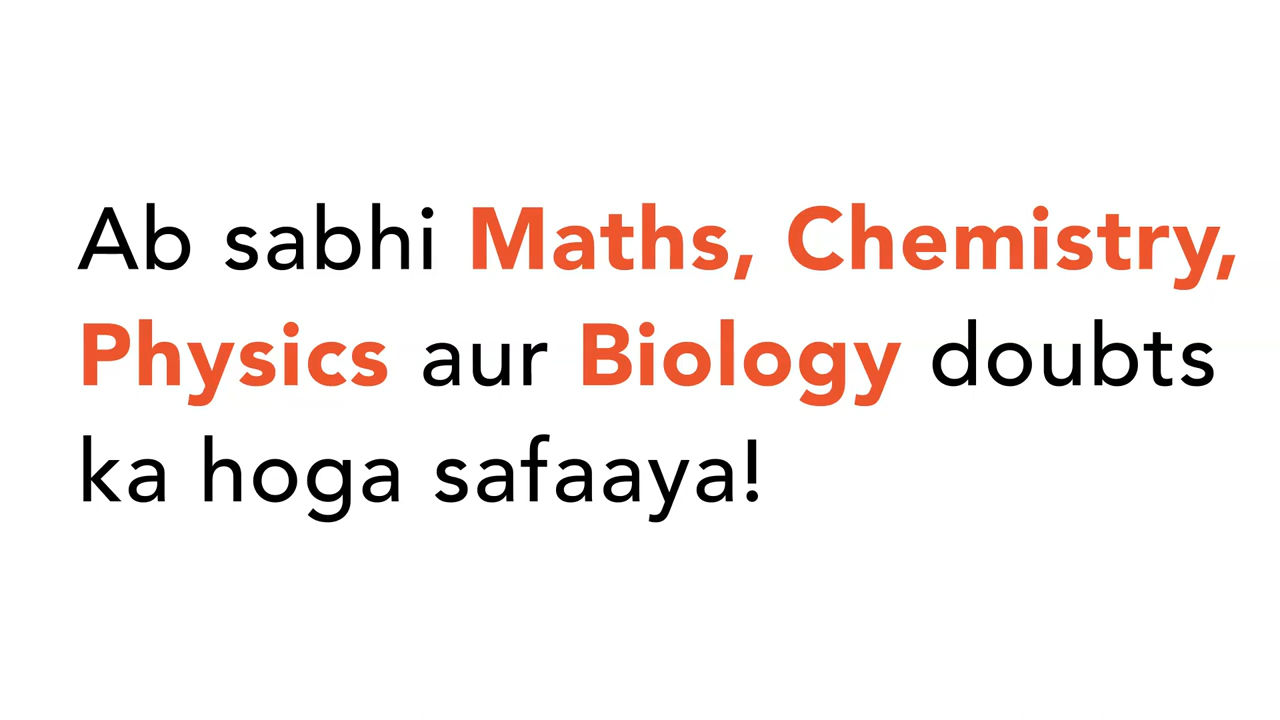 Ab sabhi Maths, Chemistry,
Physics aur Biology doubts
ka hoga safaaya!